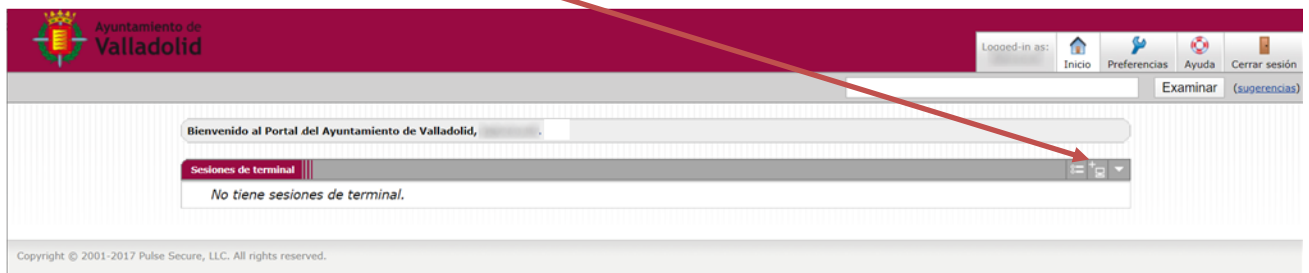 Ayuntamiento de
Valladolid
Logged-in as:
Inicio
Preferencias
Ayuda
Cerrar sesión
Examinar
(sugerencias)
Bienvenido al Portal del Ayuntamiento de Valladolid, .
Sesiones de terminal
No tiene sesiones de terminal.
Copyright © 2001-2017 Pulse Secure, LLC. All rights reserved.